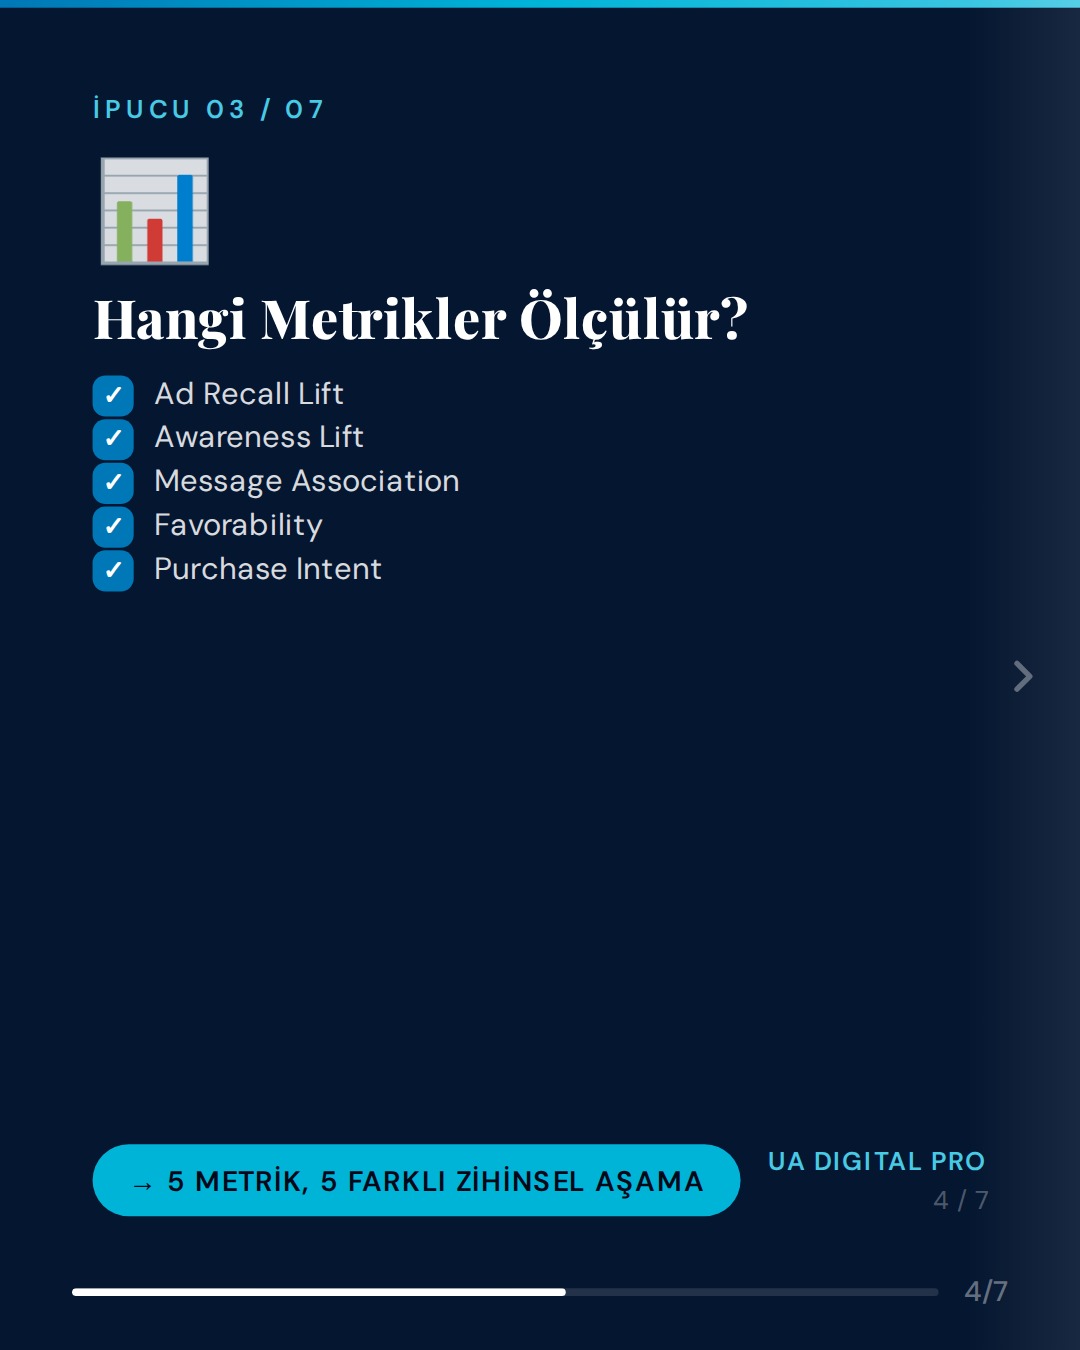 İPUCU 03 / 07
Hangi Metrikler Ölçülür?
✓ Ad Recall Lift
✓ Awareness Lift
✓ Message Association
✓ Favorability
✓ Purchase Intent
→ 5 METRİK, 5 FARKLI ZİHİNSEL AŞAMA
UA DIGITAL PRO
4 / 7
4/7